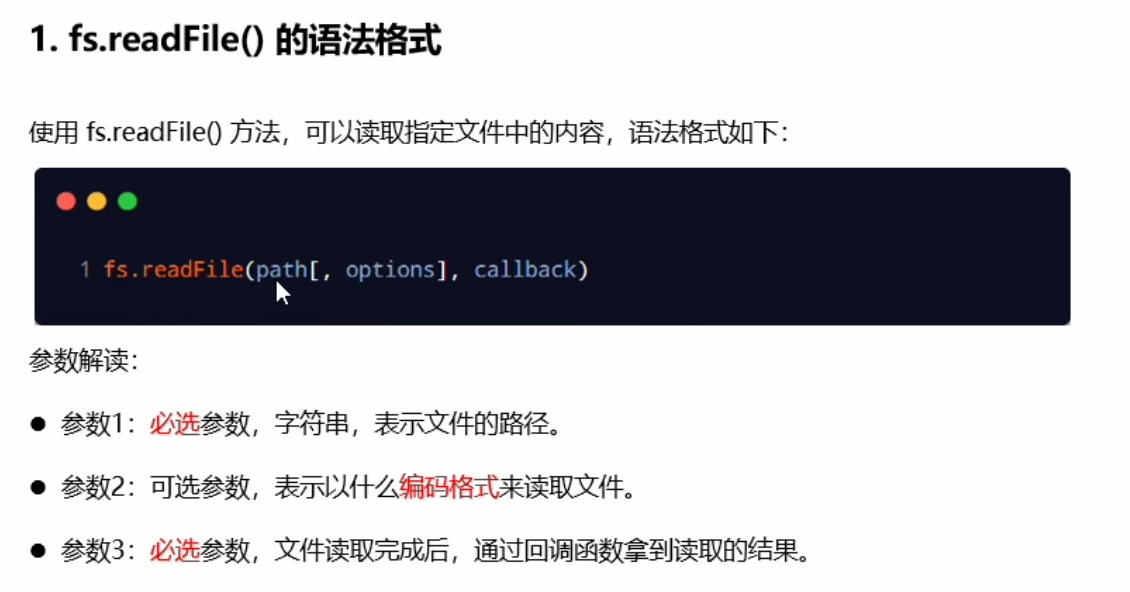 1. fs.readFile() 的语法格式
使用 fs.readFile() 方法，可以读取指定文件中的内容，语法格式如下：
1 fs.readFile(path[, options], callback)
参数解读：
● 参数1：必选参数，字符串，表示文件的路径。
● 参数2：可选参数，表示以什么编码格式来读取文件。
● 参数3：必选参数，文件读取完成后，通过回调函数拿到读取的结果。